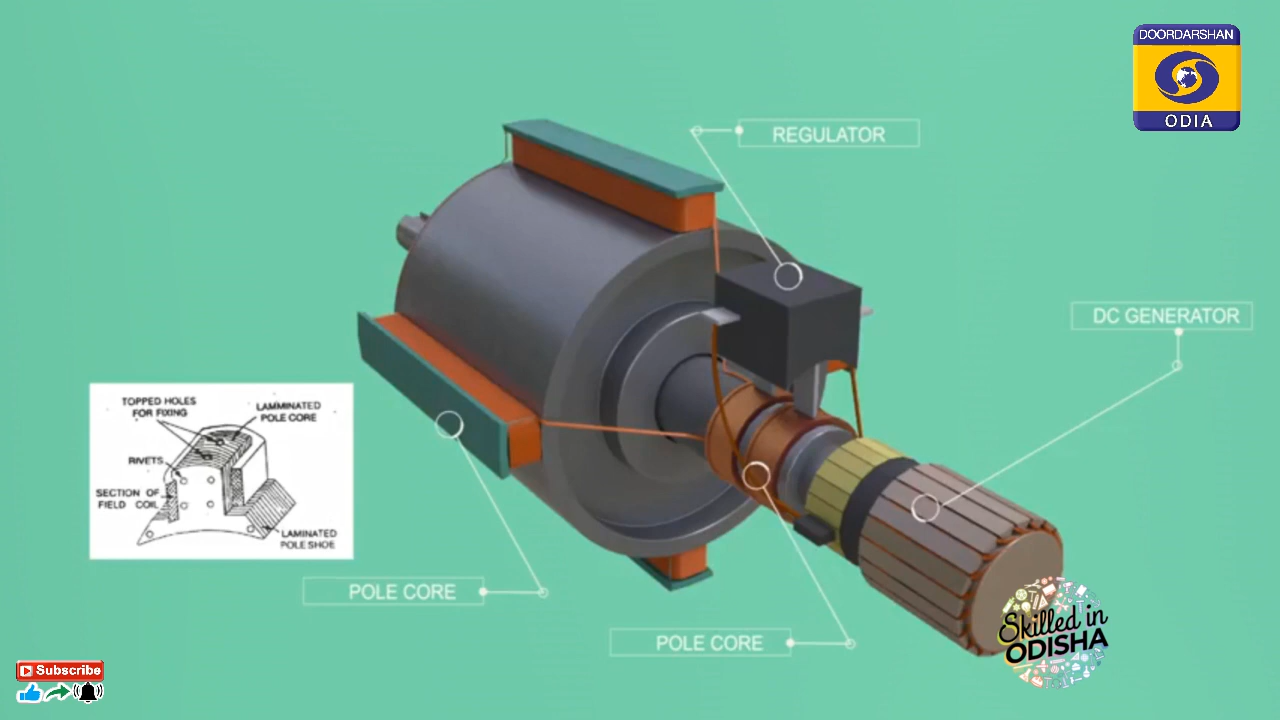 DOORDARSHAN
ODIA
REGULATOR
DC GENERATOR
TOPPED HOLES
FOR FIXING
LAMMINATED
POLE CORE
RIVETS
SECTION OF
FIELD COIL
LAMINATED
POLE SHOE
POLE CORE
POLE CORE
Skilled in
ODISHA
Subscribe